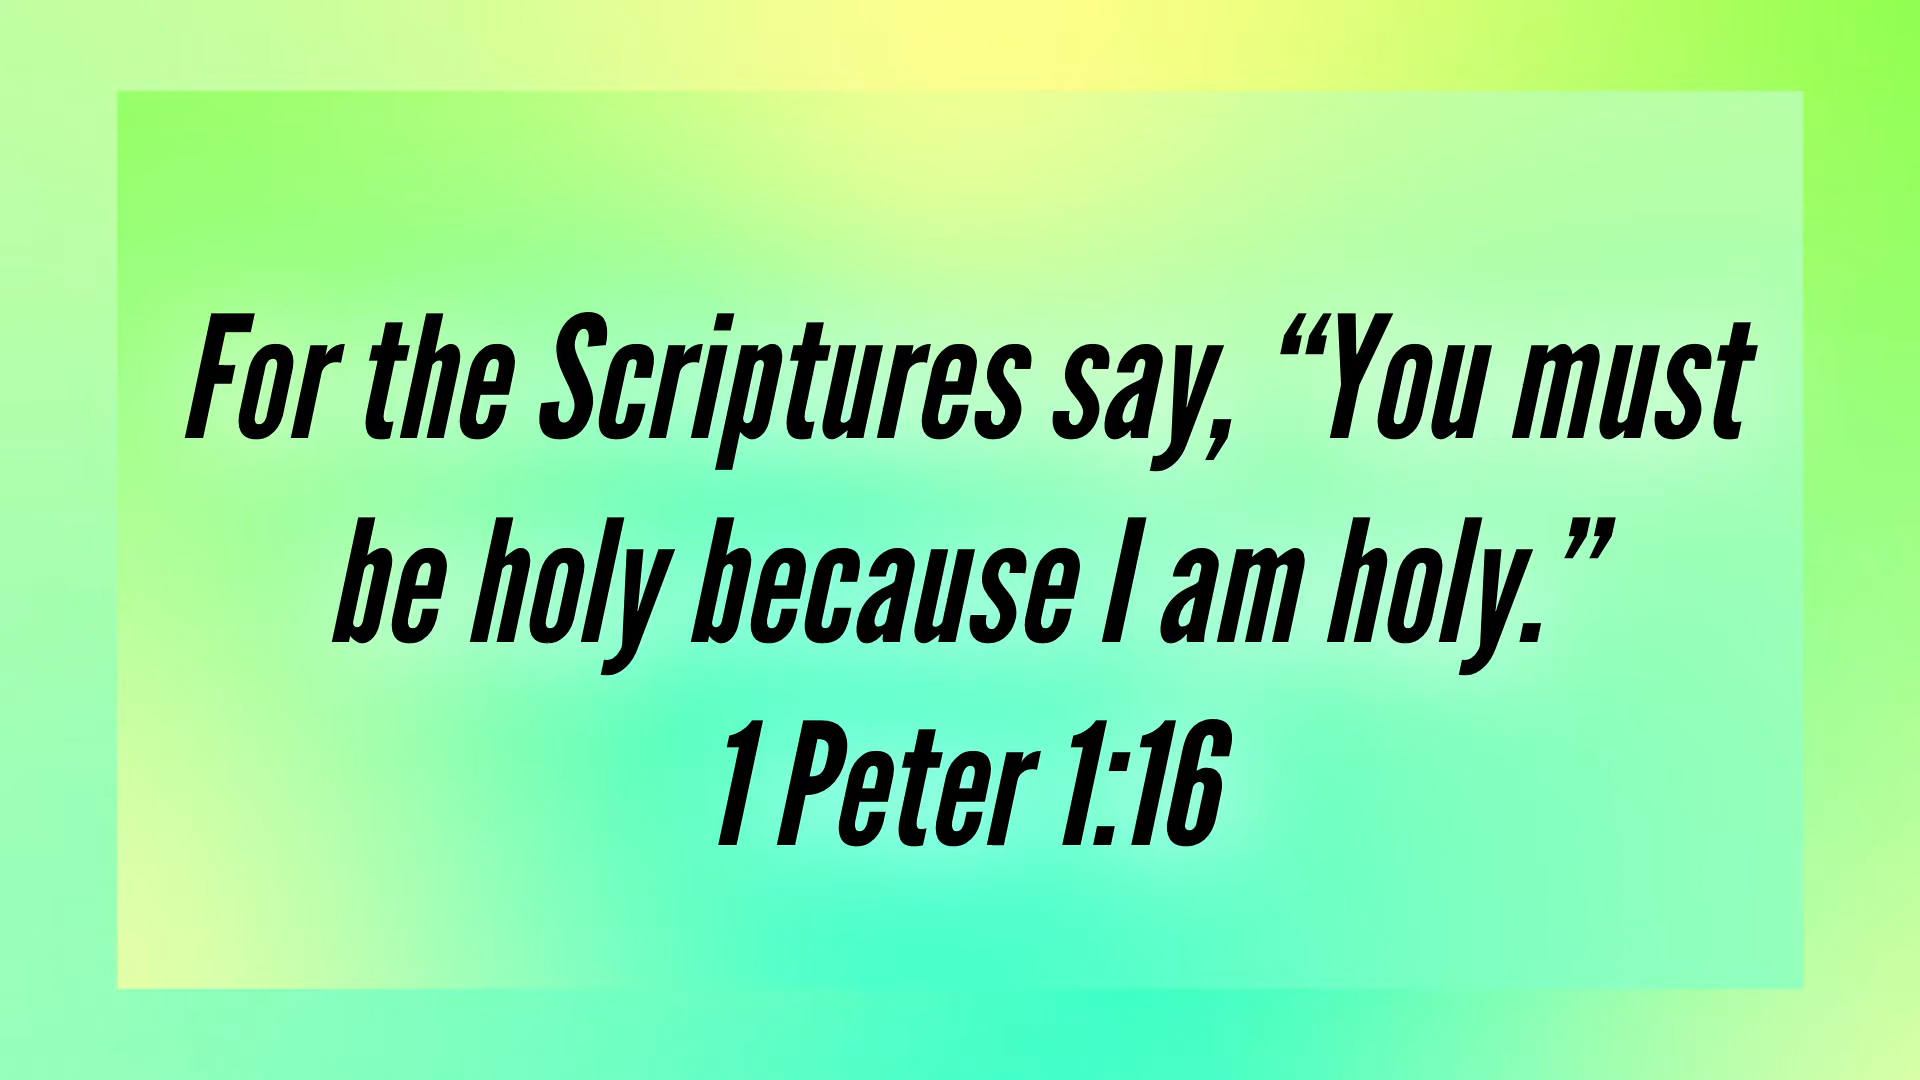 For the Scriptures say, “You must
be holy because I am holy.”
1 Peter 1:16